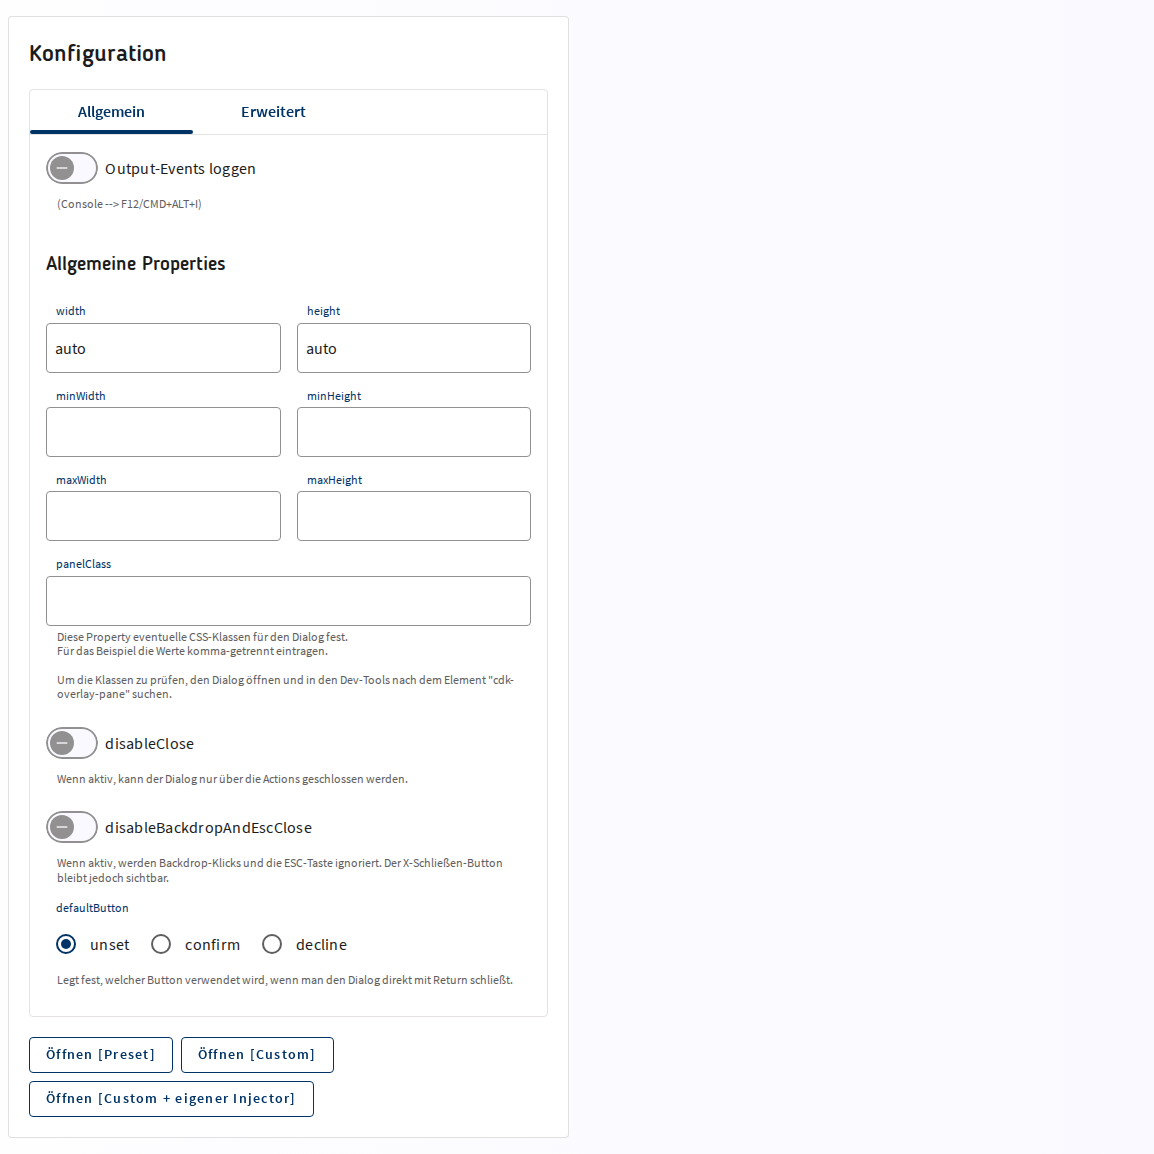 Konfiguration
Allgemein Erweitert
Output-Events loggen
(Console --> F12/CMD+ALT+I)
Allgemeine Properties
width height
auto auto
minWidth minHeight
maxWidth maxHeight
panelClass
Diese Property eventuelle CSS-Klassen für den Dialog fest.
Für das Beispiel die Werte komma-getrennt eintragen.
Um die Klassen zu prüfen, den Dialog öffnen und in den Dev-Tools nach dem Element "cdk-
overlay-pane" suchen.
disableClose
Wenn aktiv, kann der Dialog nur über die Actions geschlossen werden.
disableBackdropAndEscClose
Wenn aktiv, werden Backdrop-Klicks und die ESC-Taste ignoriert. Der X-Schließen-Button
bleibt jedoch sichtbar.
defaultButton
unset confirm decline
Legt fest, welcher Button verwendet wird, wenn man den Dialog direkt mit Return schließt.
Öffnen [Preset] Öffnen [Custom]
Öffnen [Custom + eigener Injector]